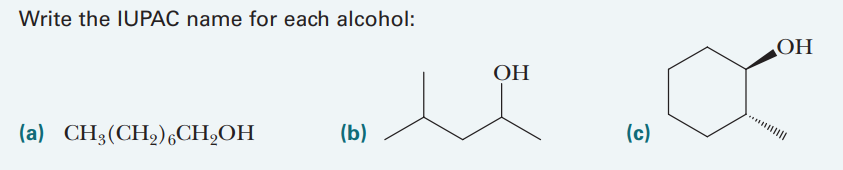 Write the IUPAC name for each alcohol:
OH
OH
(a) CH₃(CH₂)₆CH₂OH (b) (c)